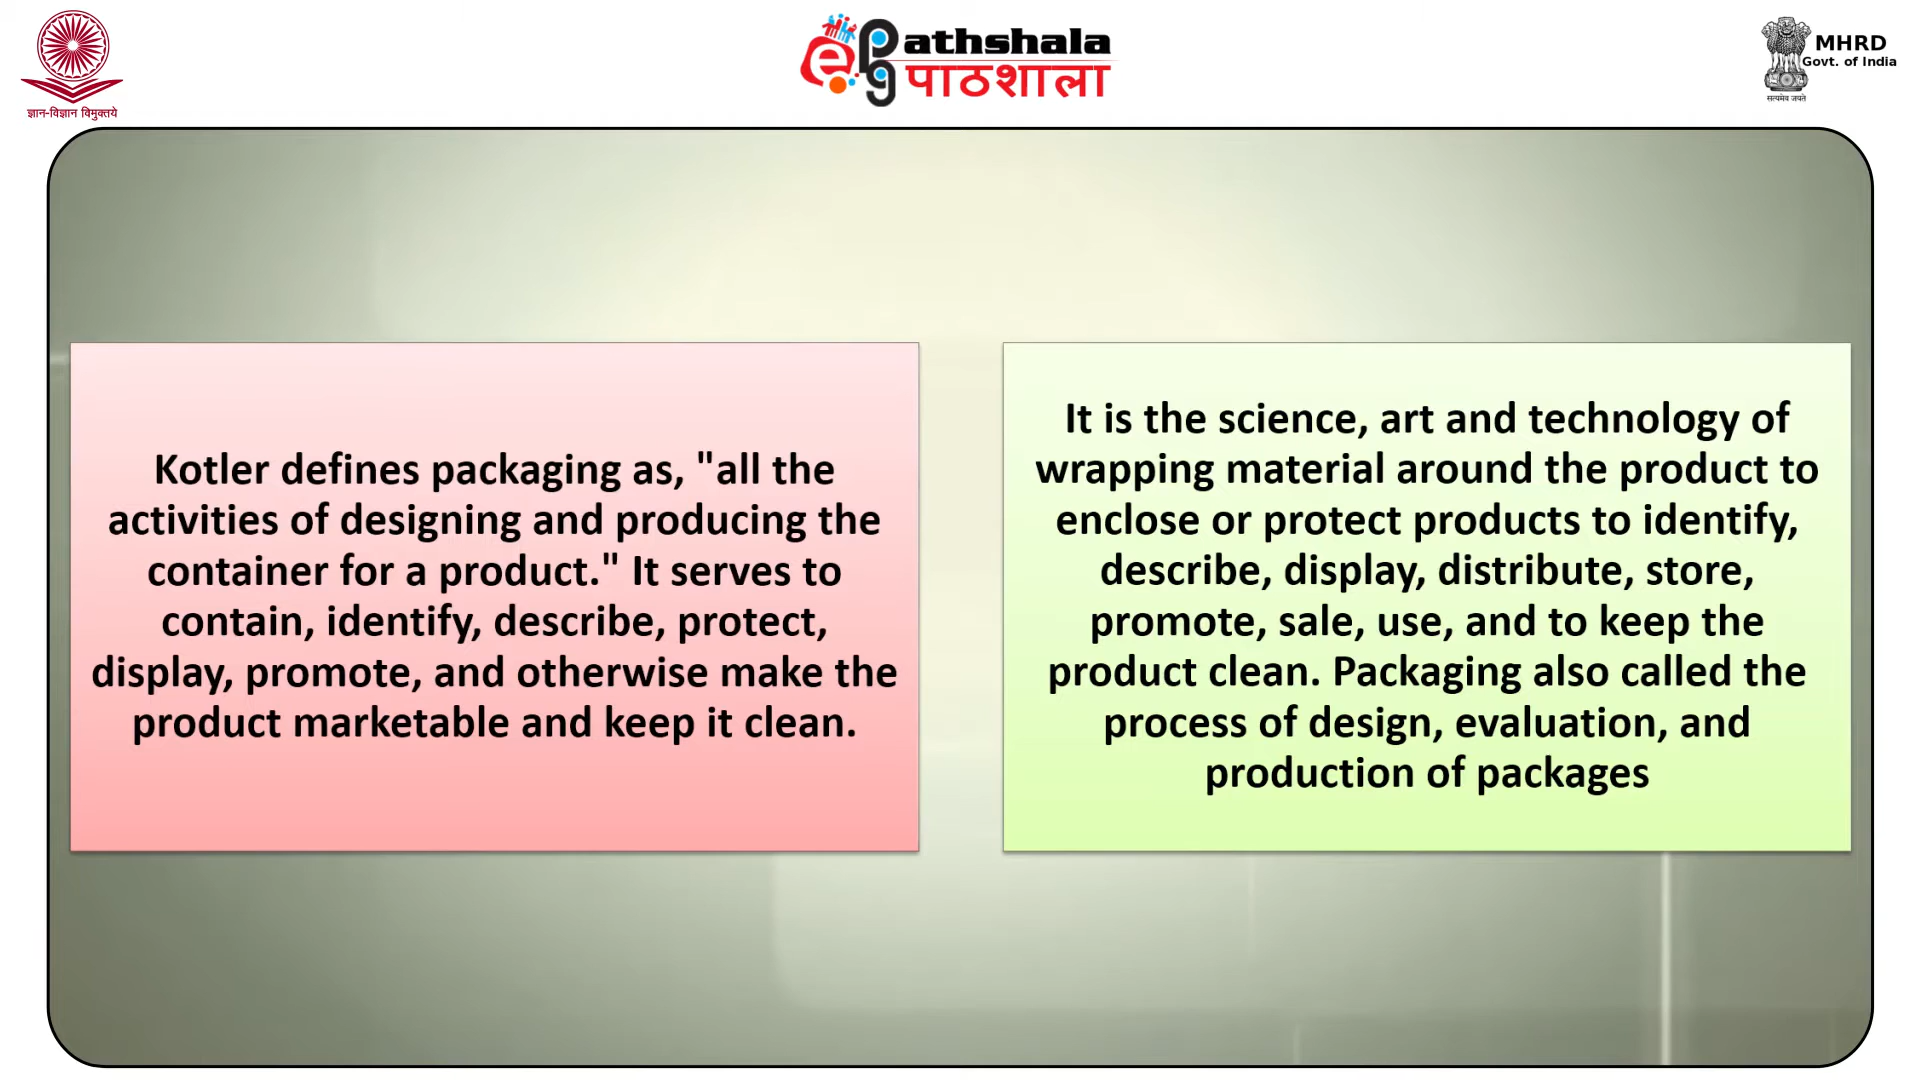 ज्ञान-विज्ञान विमुक्तये
e
PG
athshala
पाठशाला
MHRD
Govt. of India
सत्यमेव जयते
Kotler defines packaging as, "all the
activities of designing and producing the
container for a product." It serves to
contain, identify, describe, protect,
display, promote, and otherwise make the
product marketable and keep it clean.
It is the science, art and technology of
wrapping material around the product to
enclose or protect products to identify,
describe, display, distribute, store,
promote, sale, use, and to keep the
product clean. Packaging also called the
process of design, evaluation, and
production of packages